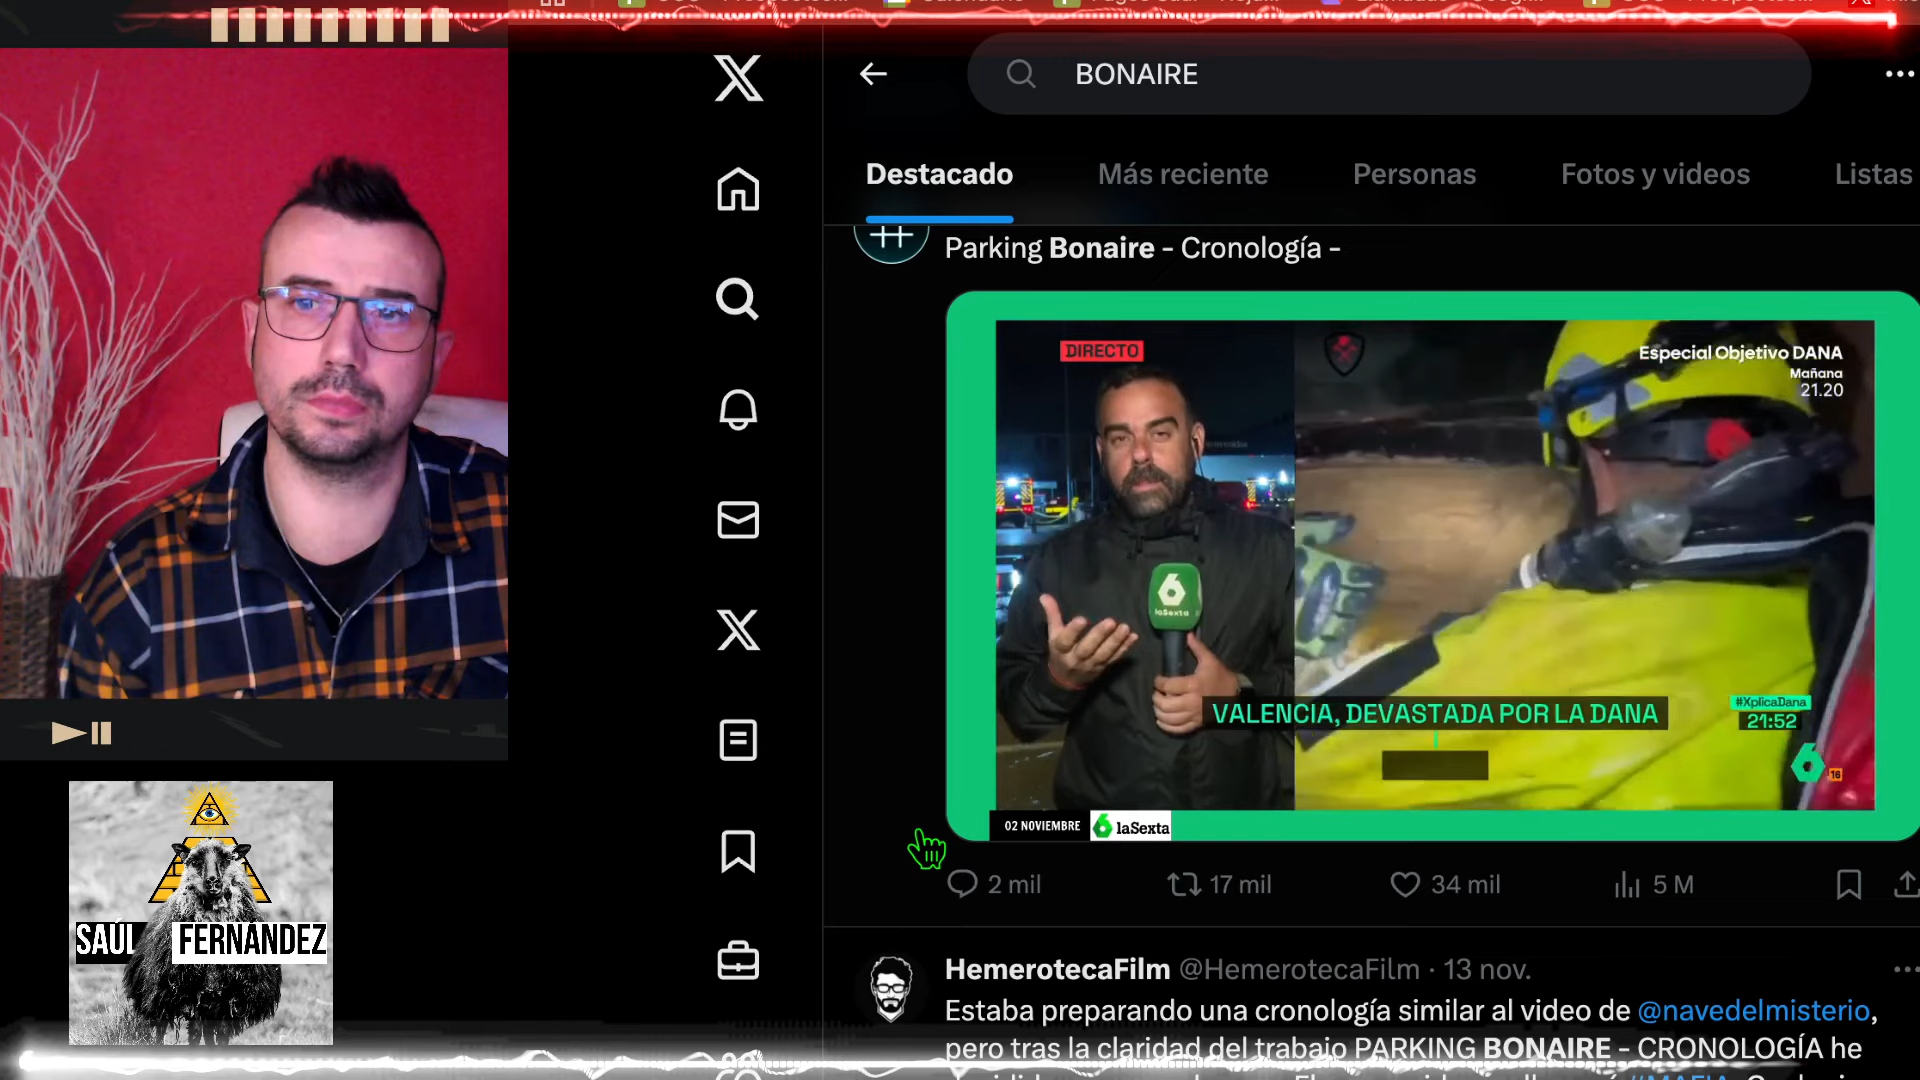 BONAIRE
Destacado
Más reciente
Personas
Fotos y videos
Listas
Parking Bonaire - Cronología -
DIRECTO
Especial Objetivo DANA
Mañana
21.20
laSexta
VALENCIA, DEVASTADA POR LA DANA
#XplicaDana
21:52
16
02 NOVIEMBRE
laSexta
2 mil
17 mil
34 mil
5 M
SAÚL FERNÁNDEZ
HemerotecaFilm @HemerotecaFilm · 13 nov.
Estaba preparando una cronología similar al video de @navedelmisterio,
pero tras la claridad del trabajo PARKING BONAIRE - CRONOLOGÍA he